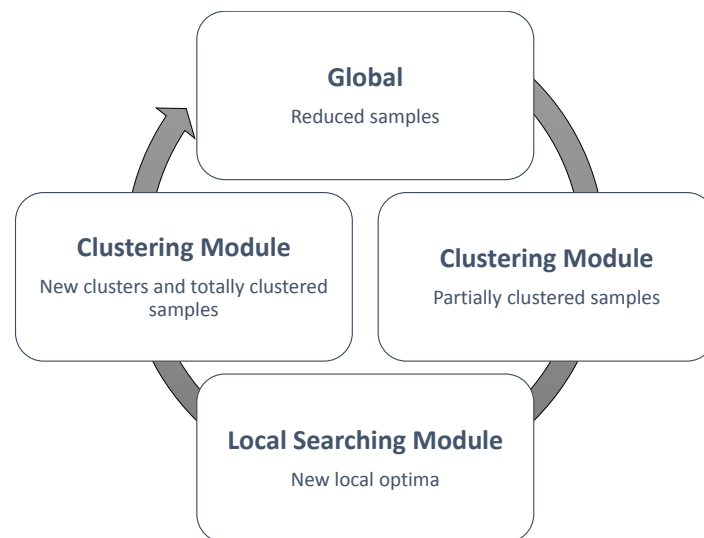 Global
Reduced samples
Clustering Module
New clusters and totally clustered
samples
Clustering Module
Partially clustered samples
Local Searching Module
New local optima